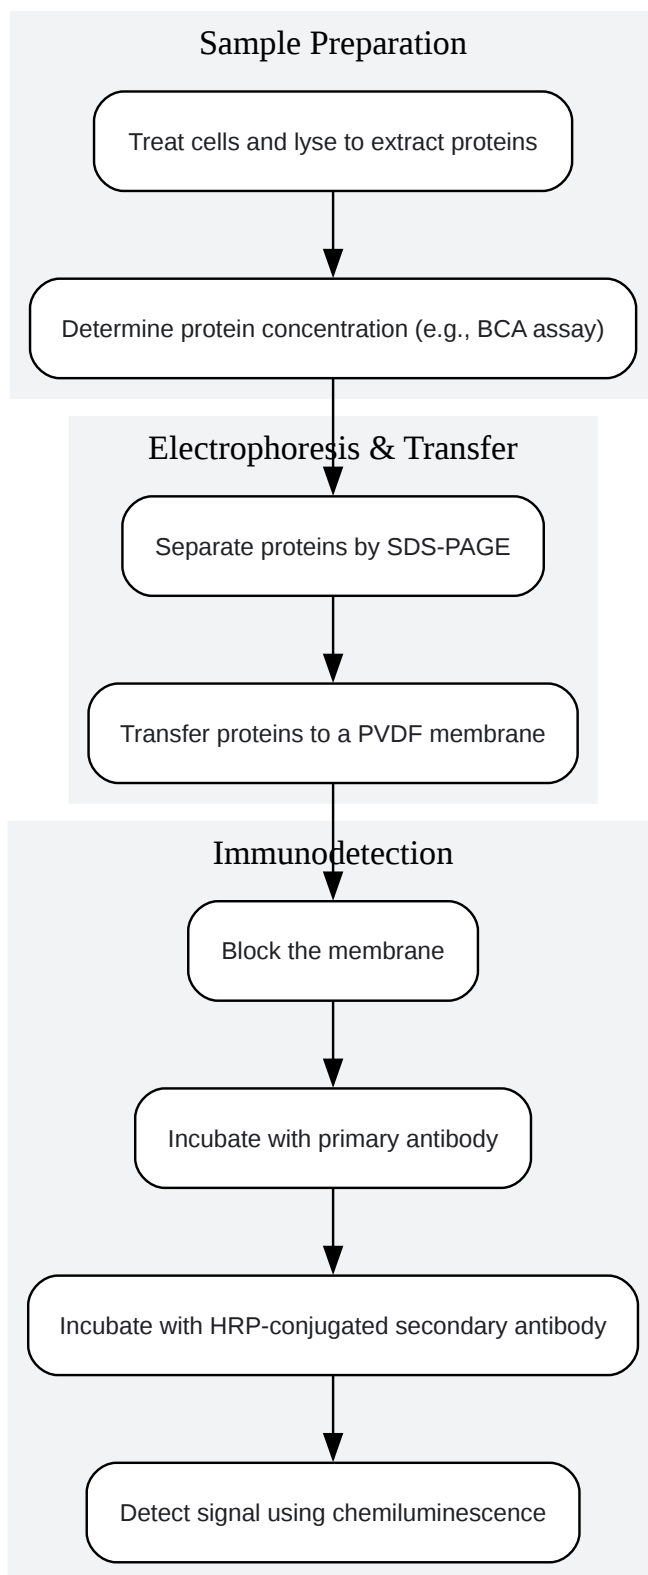 Sample Preparation
Treat cells and lyse to extract proteins
Determine protein concentration (e.g., BCA assay)
Electrophoresis & Transfer
Separate proteins by SDS-PAGE
Transfer proteins to a PVDF membrane
Immunodetection
Block the membrane
Incubate with primary antibody
Incubate with HRP-conjugated secondary antibody
Detect signal using chemiluminescence